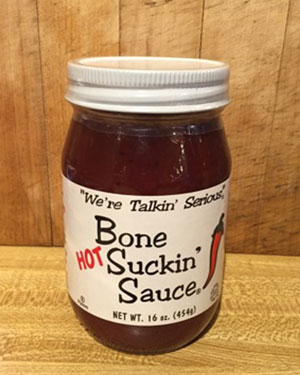 "We're Talkin' Serious"
Bone
HOT Suckin'
Sauce®
NET WT. 16 oz. (454g)